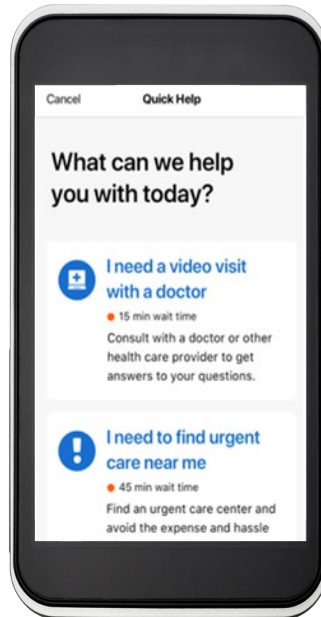 Cancel Quick Help
What can we help
you with today?
I need a video visit
with a doctor
15 min wait time
Consult with a doctor or other
health care provider to get
answers to your questions.
I need to find urgent
care near me
45 min wait time
Find an urgent care center and
avoid the expense and hassle